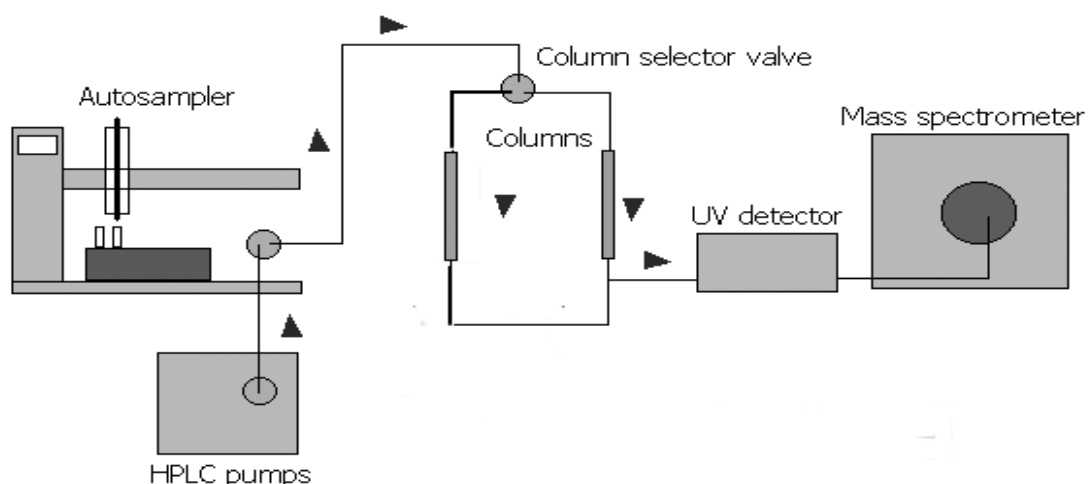 Column selector valve
Autosampler
Mass spectrometer
Columns
UV detector
HPLC pumps